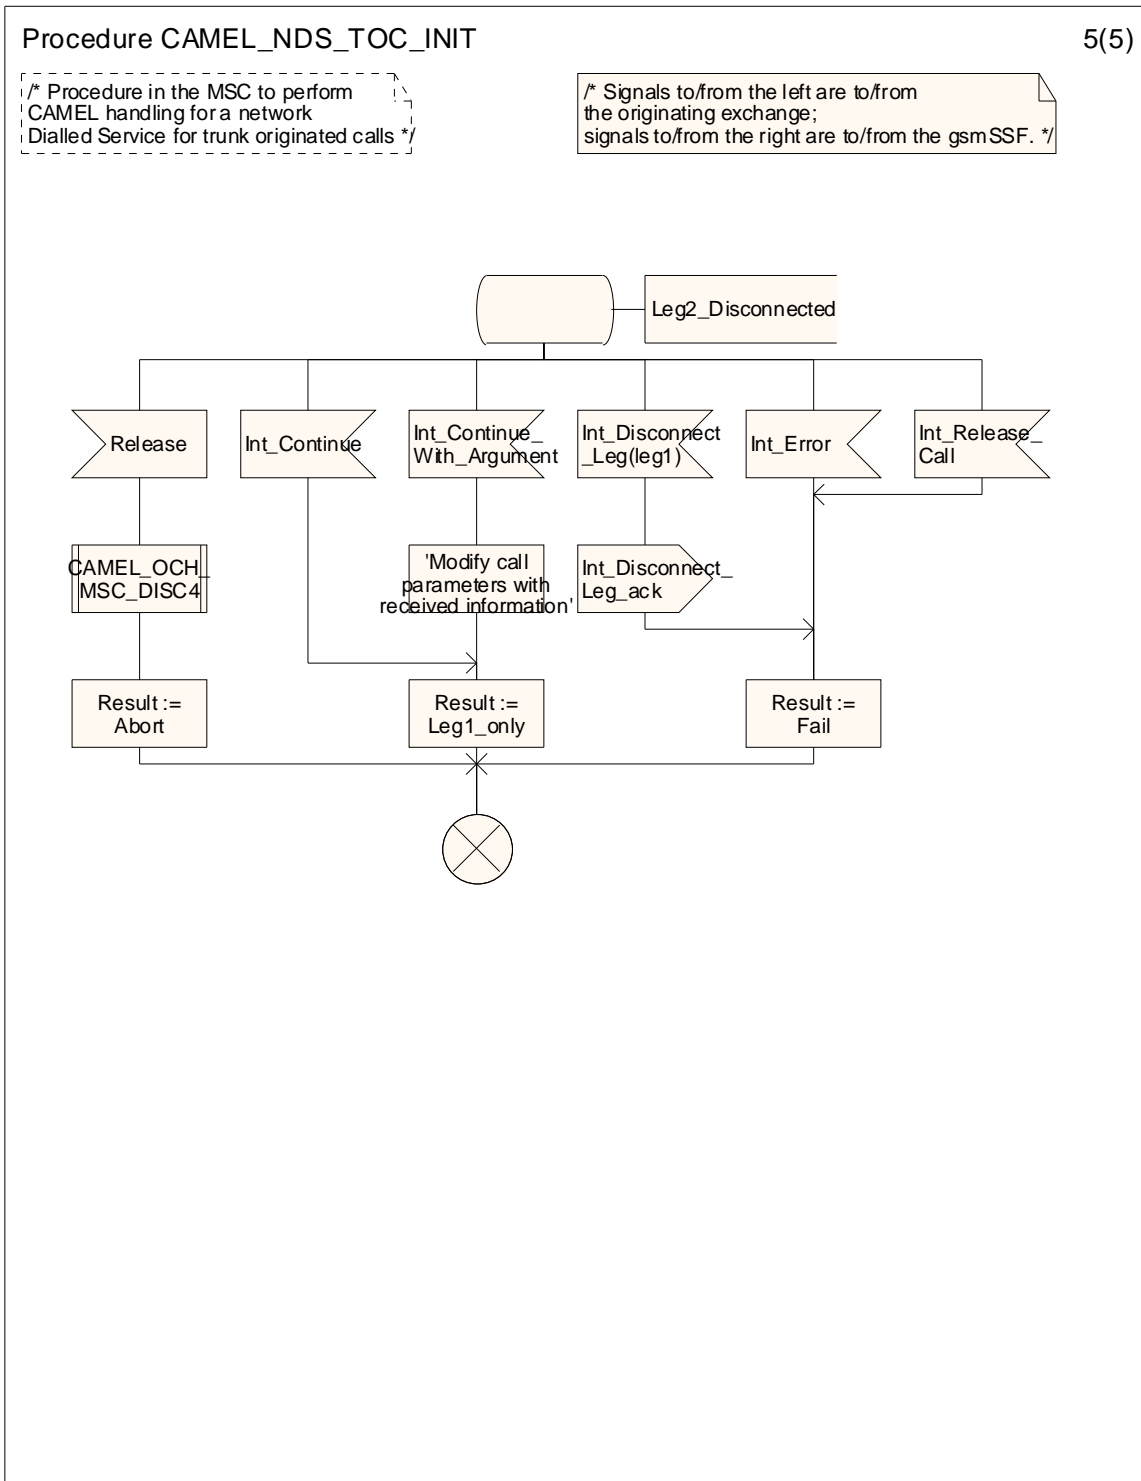 Procedure CAMEL_NDS_TOC_INIT
5(5)
/* Procedure in the MSC to perform
CAMEL handling for a network
Dialled Service for trunk originated calls */
/* Signals to/from the left are to/from
the originating exchange;
signals to/from the right are to/from the gsmSSF. */
Leg2_Disconnected
Release
Int_Continue
Int_Continue_
With_Argument
Int_Disconnect
_Leg(leg1)
Int_Error
Int_Release_
Call
CAMEL_OCH_
MSC_DISC4
'Modify call
parameters with
received information'
Int_Disconnect_
Leg_ack
Result :=
Abort
Result :=
Leg1_only
Result :=
Fail